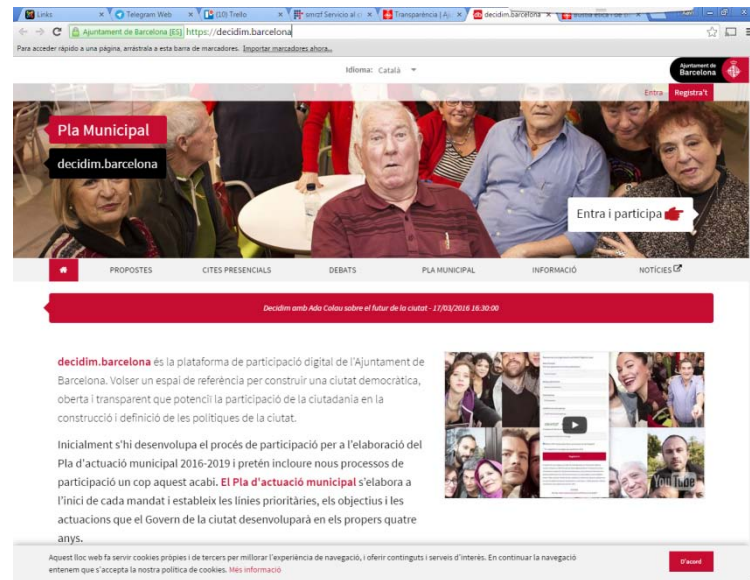 Links
Telegram Web
(10) Trello
Servicio al
Transparència | Aj
decidim.barcelona
Ajuntament de Barcelona [ES] https://decidim.barcelona
Para acceder rápido a una página, arrástrala a esta barra de marcadores. Importar marcadores ahora...
Idioma: Català
Ajuntament de
Barcelona
Entra
Registra't
Pla Municipal
decidim.barcelona
Entra i participa
PROPOSTES CITES PRESENCIALS DEBATS PLA MUNICIPAL INFORMACIÓ NOTÍCIES
Decidim amb Ada Colau sobre el futur de la ciutat - 17/03/2016 16:30:00
decidim.barcelona és la plataforma de participació digital de l'Ajuntament de
Barcelona. Volser un espai de referència per construir una ciutat democràtica,
oberta i transparent que potencïi la participació de la ciutadania en la
construcció i definició de les polítiques de la ciutat.
Inicialment s'hi desenvolupa el procés de participació per a l'elaboració del
Pla d'actuació municipal 2016-2019 i pretén incloure nous processos de
participació un cop aquest acabi. El Pla d'actuació municipal s'elabora a
l'inici de cada mandat i estableix les línies prioritàries, els objectius i les
actuacions que el Govern de la ciutat desenvoluparà en els propers quatre
anys.
YouTube
Aquest lloc web fa servir cookies pròpies i de tercers per millorar l'experiència de navegació, i oferir continguts i serveis d'interès. En continuar la navegació
entenem que s'accepta la nostra política de cookies. Més informació
D'acord